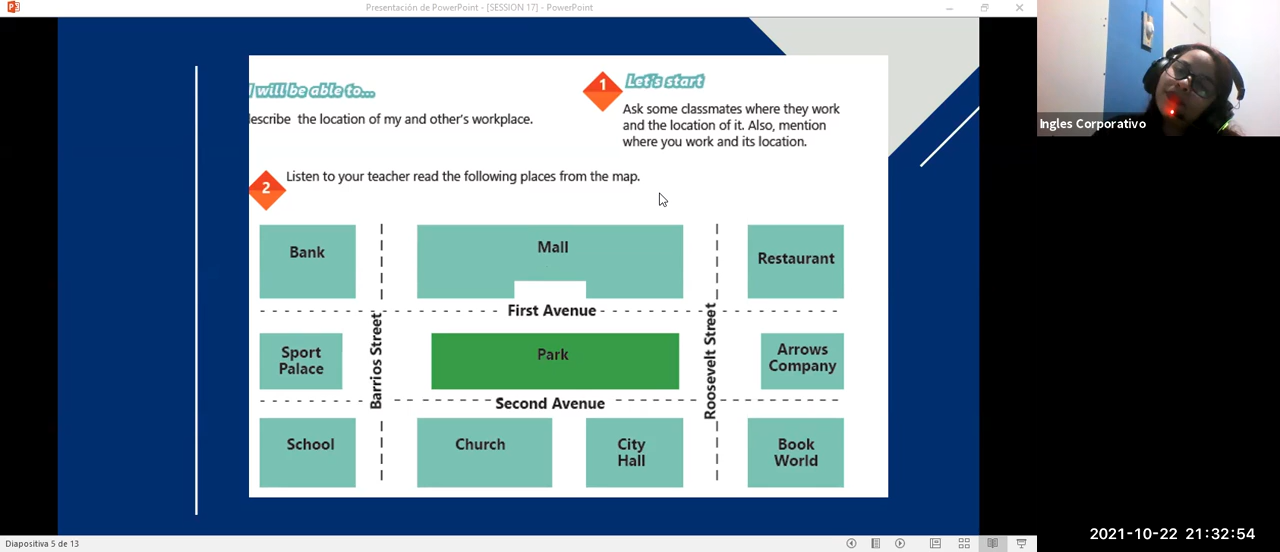 Presentación de PowerPoint - [SESSION 17] - PowerPoint
I will be able to...
describe the location of my and other's workplace.
1
Let's start
Ask some classmates where they work
and the location of it. Also, mention
where you work and its location.
2
Listen to your teacher read the following places from the map.
Bank
Mall
Restaurant
First Avenue
Barrios Street
Roosevelt Street
Sport
Palace
Park
Arrows
Company
Second Avenue
School
Church
City
Hall
Book
World
Ingles Corporativo
Diapositiva 5 de 13
2021-10-22 21:32:54